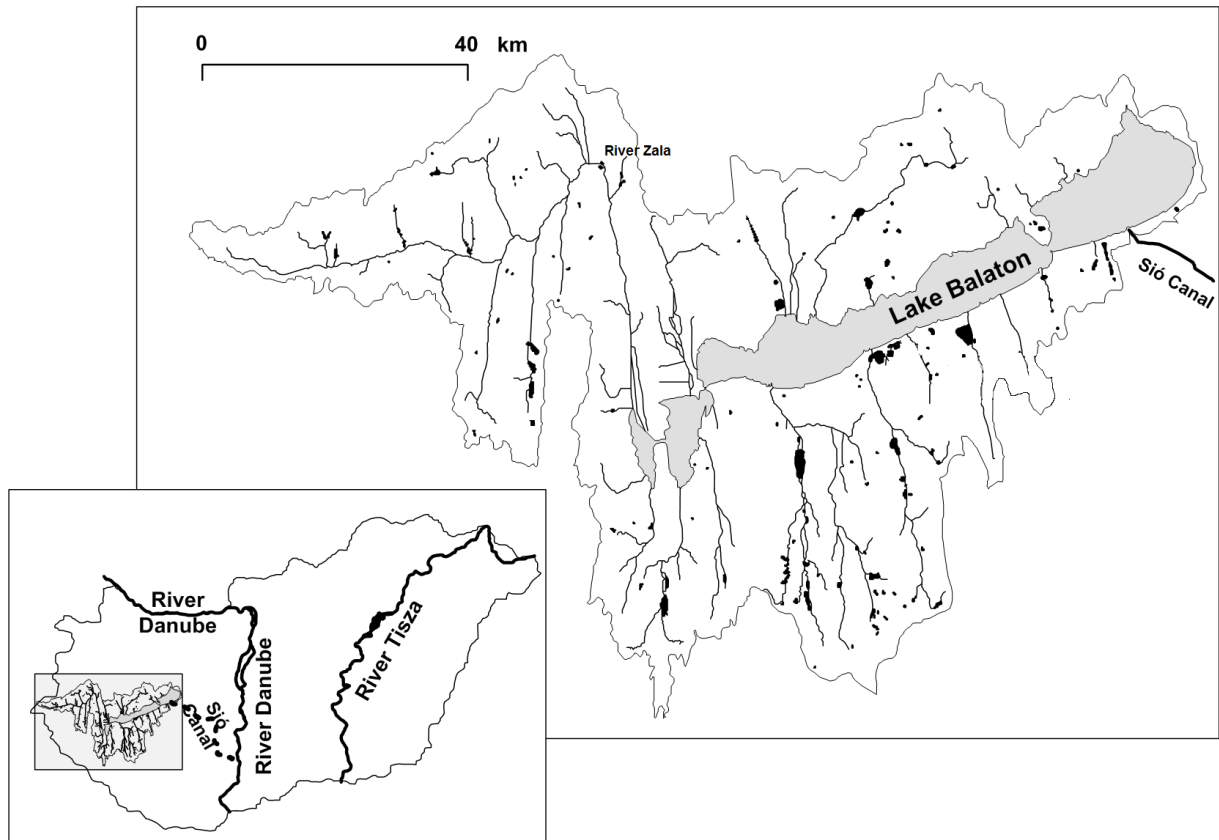 0 40 km
River Zala
Lake Balaton
Sió Canal
River
Danube
River Danube
River Tisza
Sió
Canal